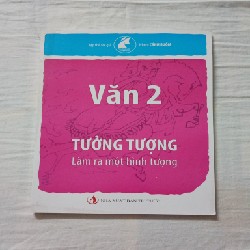 Văn 2
TƯỞNG TƯỢNG
Làm ra một hình tượng